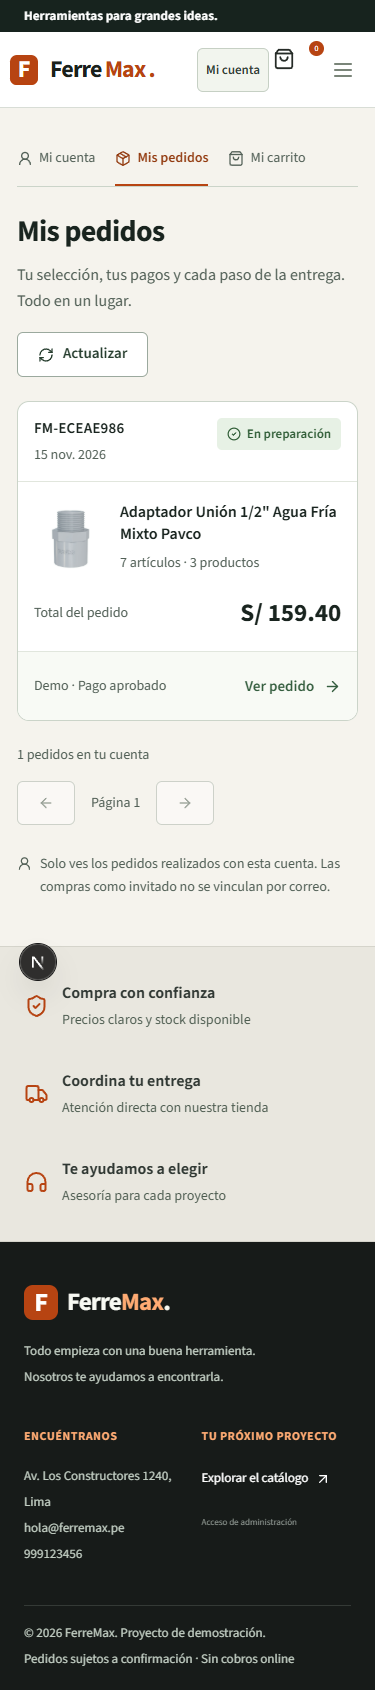 Herramientas para grandes ideas.
F FerreMax.
Mi cuenta
0
Mi cuenta Mis pedidos Mi carrito
Mis pedidos
Tu selección, tus pagos y cada paso de la entrega.
Todo en un lugar.
Actualizar
FM-ECEAE986
En preparación
15 nov. 2026
Adaptador Unión 1/2" Agua Fría
Mixto Pavco
7 artículos · 3 productos
Total del pedido
S/ 159.40
Demo · Pago aprobado
Ver pedido
1 pedidos en tu cuenta
Página 1
Solo ves los pedidos realizados con esta cuenta. Las
compras como invitado no se vinculan por correo.
N
Compra con confianza
Precios claros y stock disponible
Coordina tu entrega
Atención directa con nuestra tienda
Te ayudamos a elegir
Asesoría para cada proyecto
F FerreMax.
Todo empieza con una buena herramienta.
Nosotros te ayudamos a encontrarla.
ENCUÉNTRANOS
Av. Los Constructores 1240,
Lima
hola@ferremax.pe
999123456
TU PRÓXIMO PROYECTO
Explorar el catálogo
Acceso de administración
© 2026 FerreMax. Proyecto de demostración.
Pedidos sujetos a confirmación · Sin cobros online